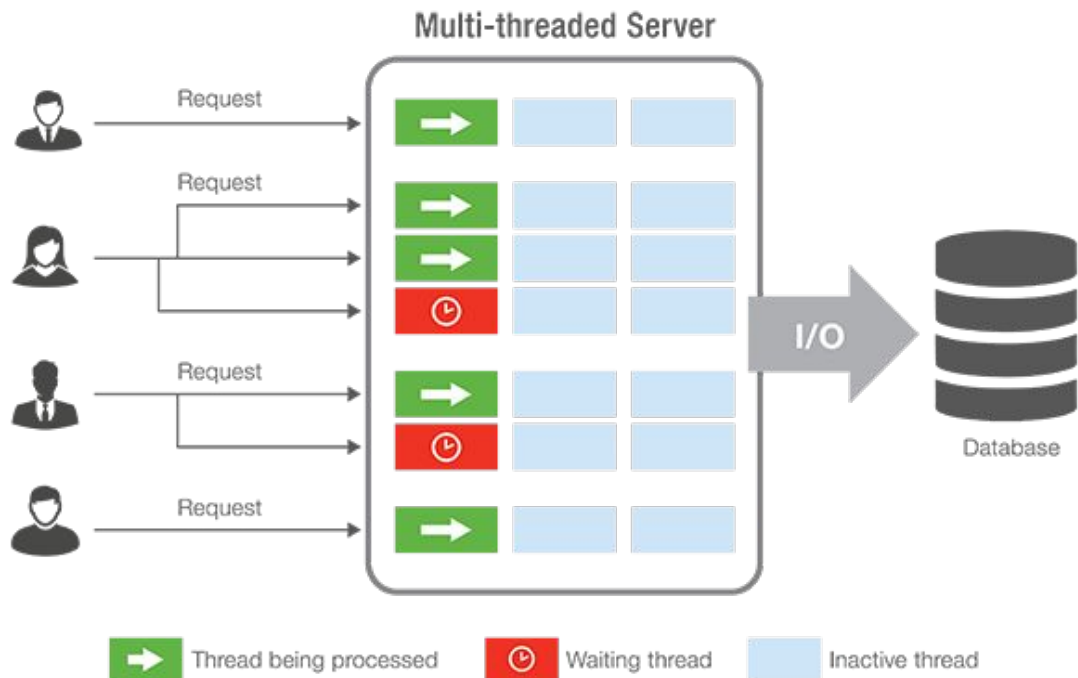 Multi-threaded Server
Request
Request
Request
Request
I/O
Database
Thread being processed
Waiting thread
Inactive thread